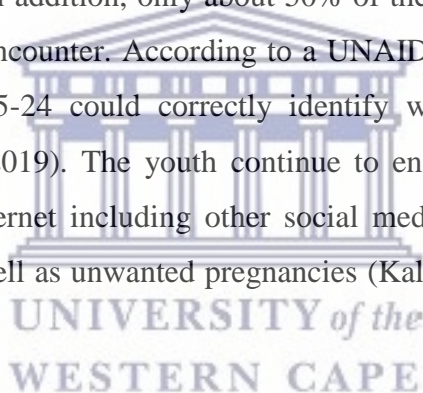 addition, only about 50% of the
ncounter. According to a UNAID
5-24 could correctly identify w
019). The youth continue to en
ernet including other social med
ell as unwanted pregnancies (Kal
UNIVERSITY of the
WESTERN CAPE